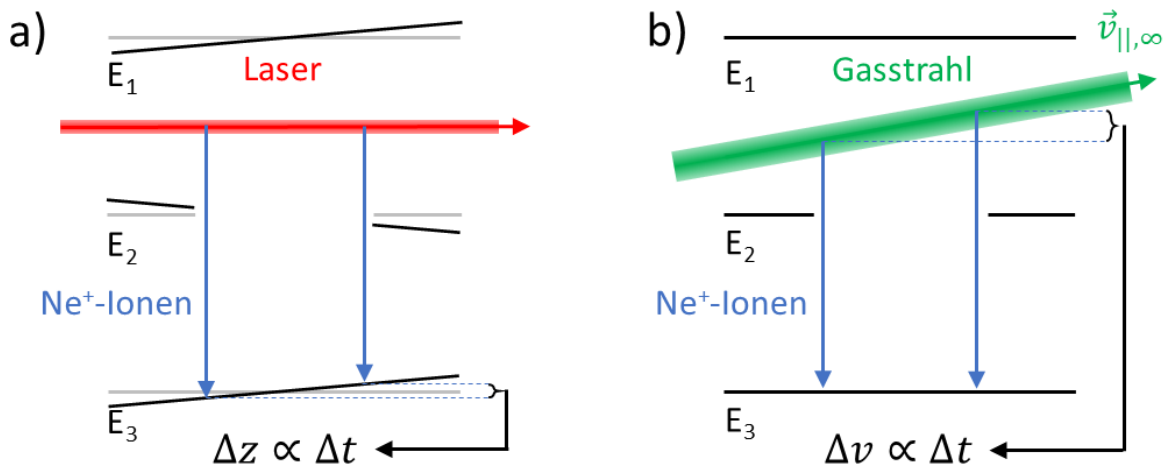 a)
E₁
Laser
E₂
Ne⁺-Ionen
E₃
Δz ∝ Δt
b)
v⃗||,∞
E₁
Gasstrahl
E₂
Ne⁺-Ionen
E₃
Δv ∝ Δt